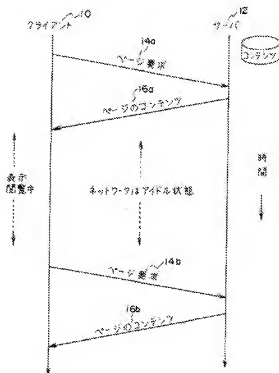 10
クライアント
12
サーバ
コンテンツ
14a
ページ要求
16a
ページのコンテンツ
表示
閲覧中
ネットワークはアイドル状態
時間
14b
ページ要求
16b
ページのコンテンツ